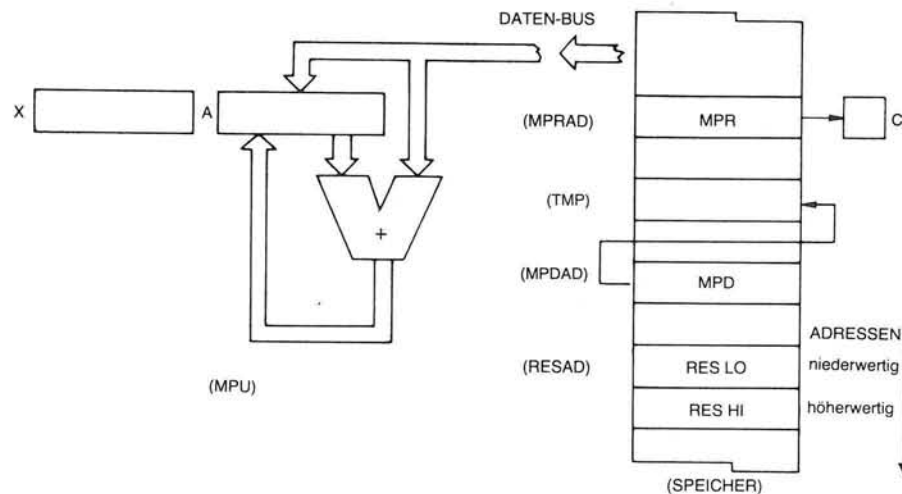 DATEN-BUS
X
A
(MPRAD)
MPR
C
(TMP)
+
(MPDAD)
MPD
ADRESSEN
(RESAD)
RES LO
niederwertig
(MPU)
RES HI
höherwertig
(SPEICHER)